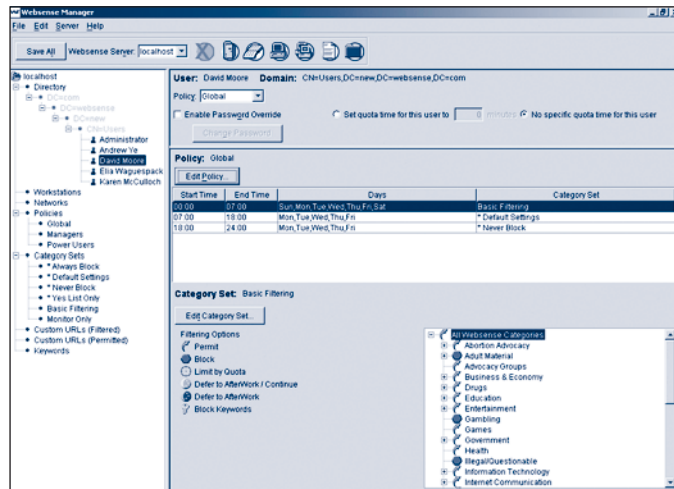 Websense Manager
File Edit Server Help
Save All Websense Server: localhost
localhost
Directory
DC=com
DC=websense
DC=new
CN=Users
Administrator
Andrew Ye
David Moore
Ella Waguespack
Karen McCulloch
Workstations
Networks
Policies
Global
Managers
Power Users
Category Sets
* Always Block
* Default Settings
* Never Block
* Yes List Only
Basic Filtering
Monitor Only
Custom URLs (Filtered)
Custom URLs (Permitted)
Keywords
User: David Moore Domain: CN=Users,DC=new,DC=websense,DC=com
Policy: Global
Enable Password Override Set quota time for this user to 0 minutes No specific quota time for this user
Change Password
Policy: Global
Edit Policy...
Start Time End Time Days Category Set
00:00 07:00 Sun,Mon,Tue,Wed,Thu,Fri,Sat Basic Filtering
07:00 18:00 Mon,Tue,Wed,Thu,Fri * Default Settings
18:00 24:00 Mon,Tue,Wed,Thu,Fri * Never Block
Category Set: Basic Filtering
Edit Category Set...
Filtering Options
Permit
Block
Limit by Quota
Defer to AfterWork / Continue
Defer to AfterWork
Block Keywords
All Websense Categories
Abortion Advocacy
Adult Material
Advocacy Groups
Business & Economy
Drugs
Education
Entertainment
Gambling
Games
Government
Health
Illegal/Questionable
Information Technology
Internet Communication